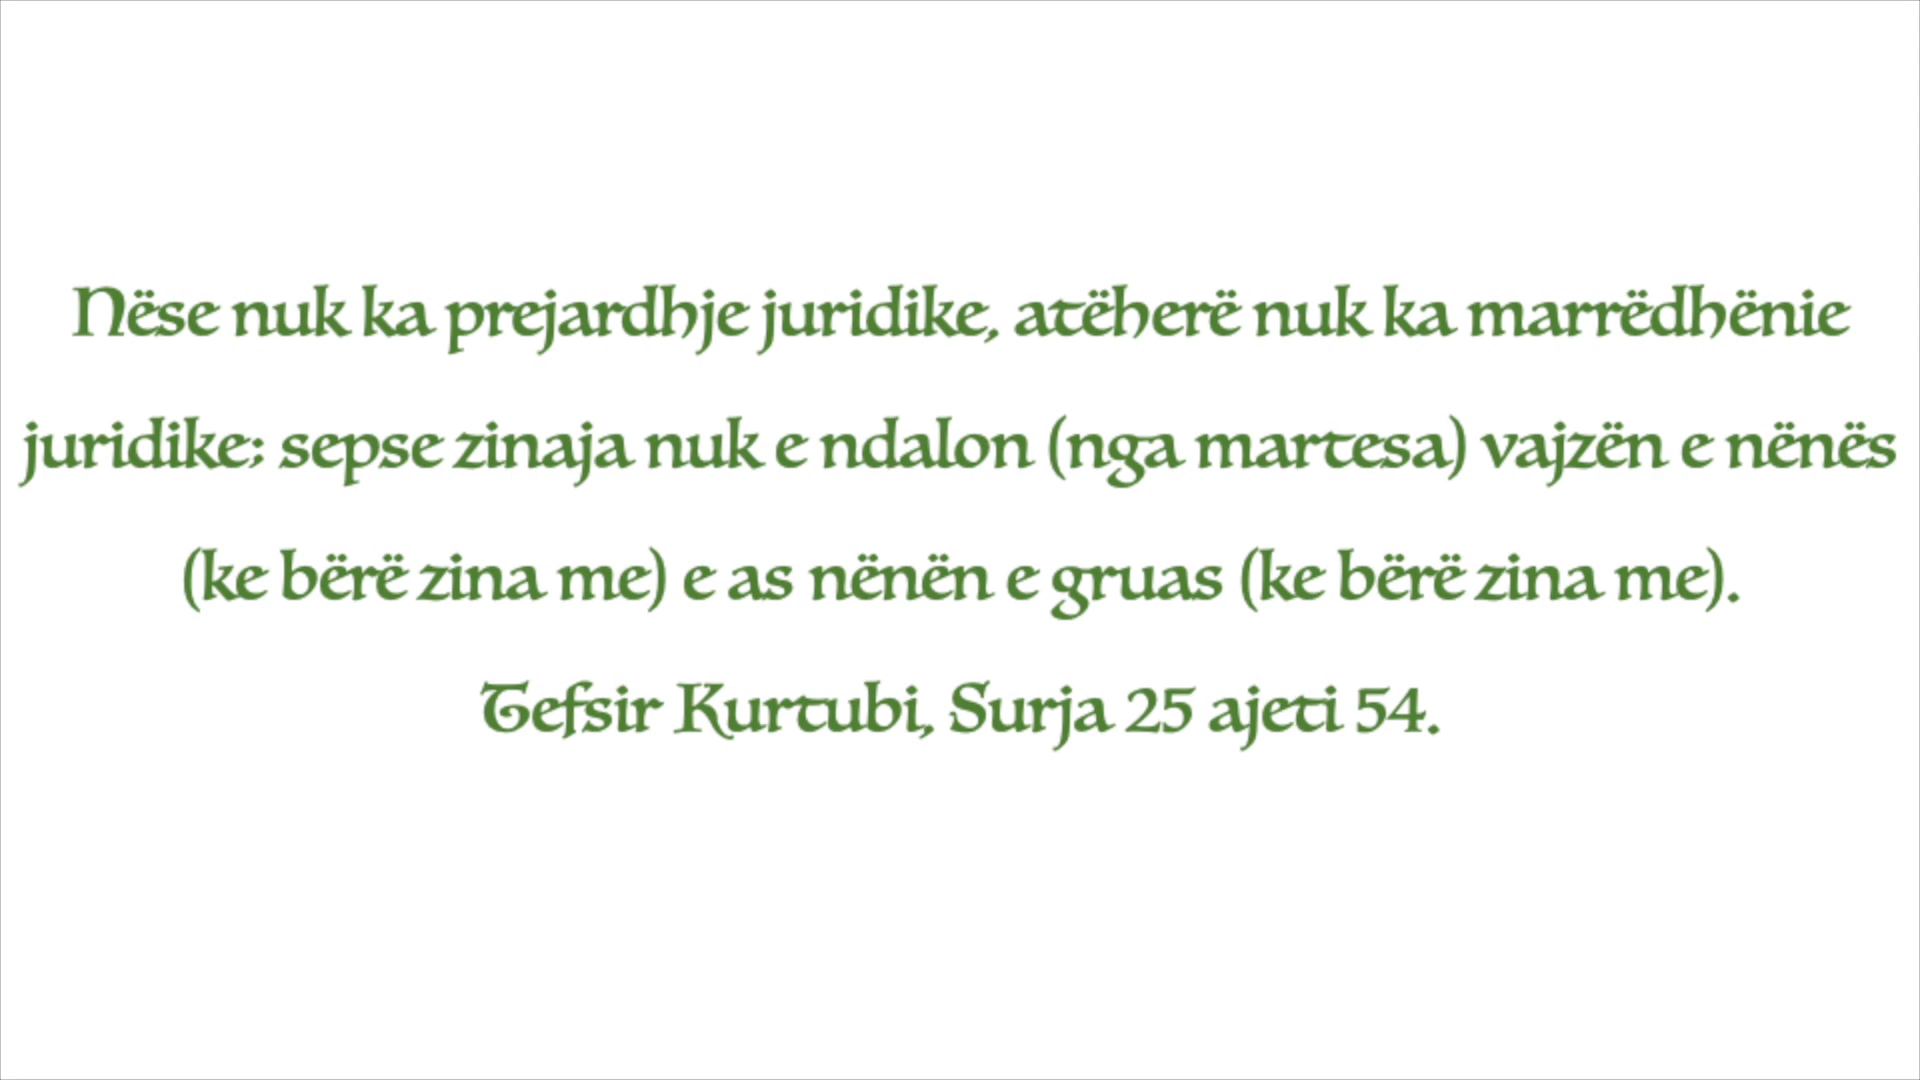 Nëse nuk ka prejardhje juridike, atëherë nuk ka marrëdhënie
juridike; sepse zinaja nuk e ndalon (nga martesa) vajzën e nënës
(ke bërë zina me) e as nënën e gruas (ke bërë zina me).
Tefsir Kurtubi, Surja 25 ajeti 54.